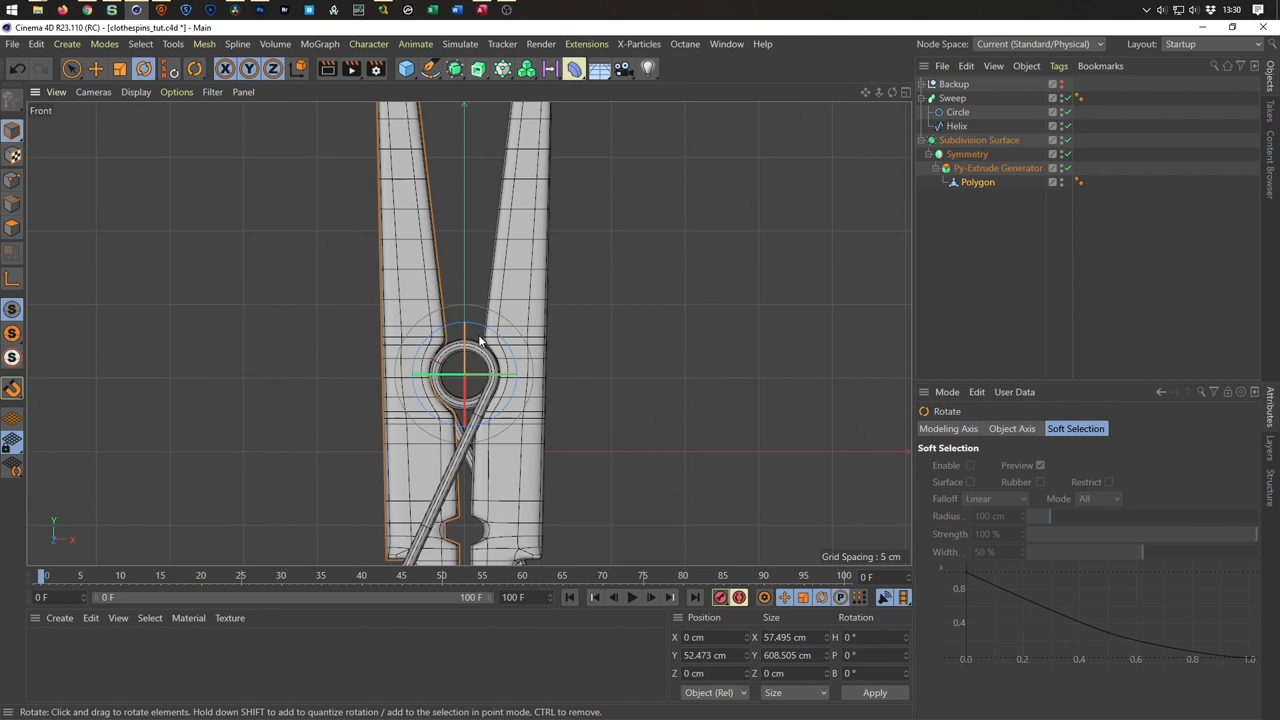 13:30
Cinema 4D R23.110 (RC) - [clothespins_tut.c4d *] - Main
File Edit Create Modes Select Tools Mesh Spline Volume MoGraph Character Animate Simulate Tracker Render Extensions X-Particles Octane Window Help Node Space: Current (Standard/Physical) Layout: Startup
File Edit View Object Tags Bookmarks
View Cameras Display Options Filter Panel
Front
Backup
Sweep
Circle
Helix
Subdivision Surface
Symmetry
Py-Extrude Generator
Polygon
Objects
Takes
Content Browser
Mode Edit User Data
Rotate
Modeling Axis Object Axis Soft Selection
Soft Selection
Enable Preview
Surface Rubber Restrict
Falloff Linear Mode All
Radius . 100 cm
Strength 100 %
Width . . 50 %
0.8
0.4
0.0 0.2 0.4 0.6 0.8 1.0
Attributes
Layers
Structure
Y
X
Z
Grid Spacing : 5 cm
0 5 10 15 20 25 30 35 40 45 50 55 60 65 70 75 80 85 90 95 100 0 F
0 F 0 F 100 F 100 F
Create Edit View Select Material Texture
Position Size Rotation
X 0 cm X 57.495 cm H 0 °
Y 52.473 cm Y 608.505 cm P 0 °
Z 0 cm Z 0 cm B 0 °
Object (Rel) Size Apply
Rotate: Click and drag to rotate elements. Hold down SHIFT to add to quantize rotation / add to the selection in point mode, CTRL to remove.